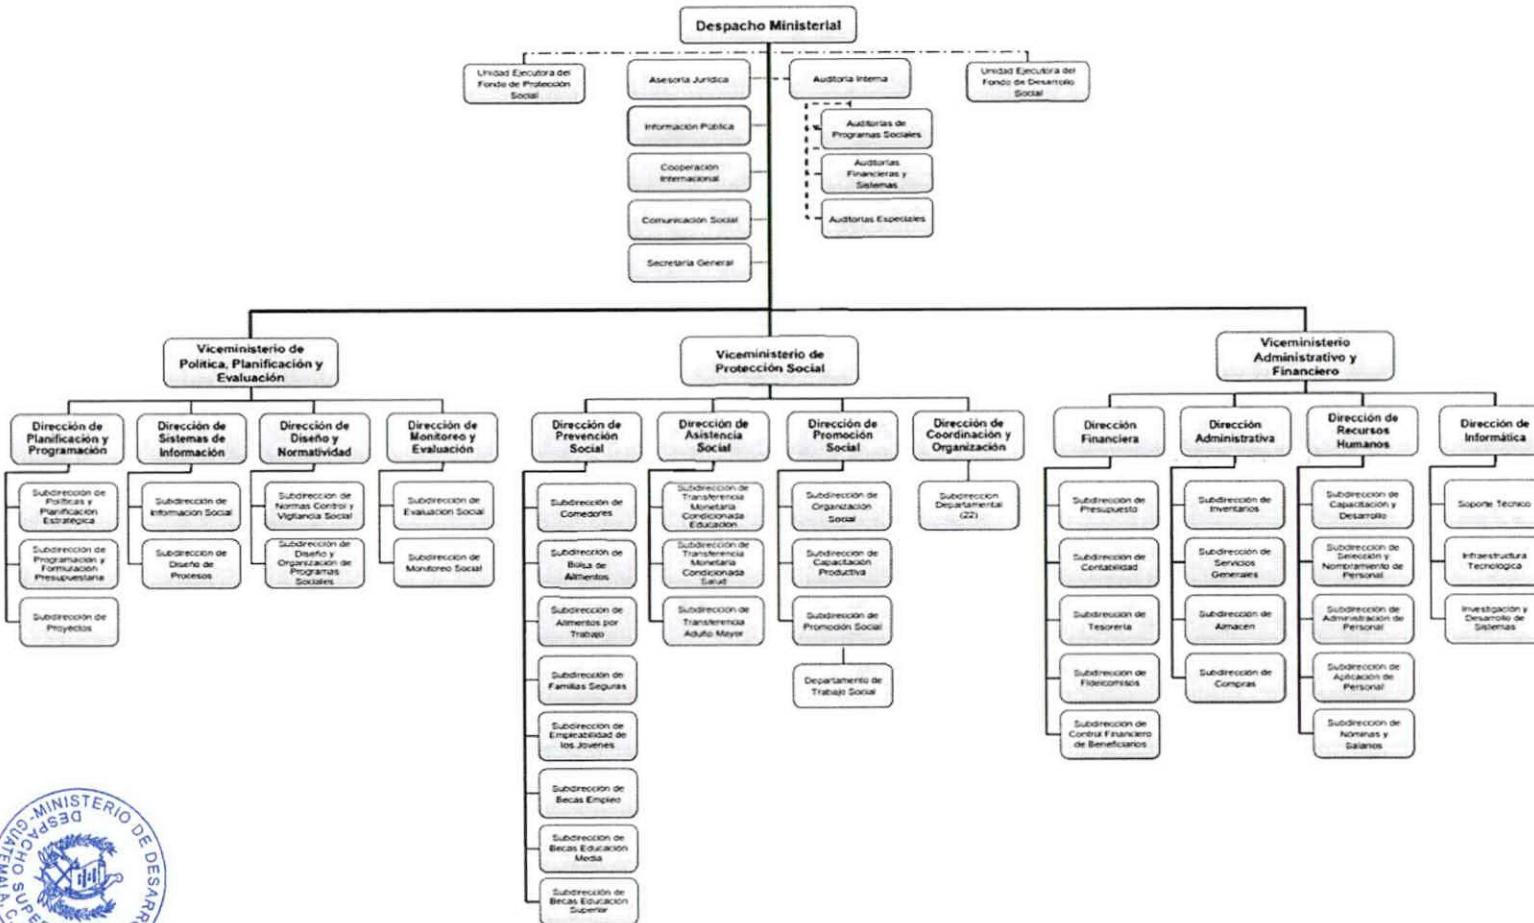 Despacho Ministerial
Unidad Ejecutora del
Fondo de Protección
Social
Asesoría Jurídica
Auditoría Interna
Unidad Ejecutora del
Fondo de Desarrollo
Social
Información Pública
Auditorías de
Programas Sociales
Cooperación
Internacional
Auditorías
Financieras y
Sistemas
Comunicación Social
Auditorías Especiales
Secretaría General
Viceministerio de
Política, Planificación y
Evaluación
Viceministerio de
Protección Social
Viceministerio
Administrativo y
Financiero
Dirección de
Planificación y
Programación
Dirección de
Sistemas de
Información
Dirección de
Diseño y
Normatividad
Dirección de
Monitoreo y
Evaluación
Dirección de
Prevención
Social
Dirección de
Asistencia
Social
Dirección de
Promoción
Social
Dirección de
Coordinación y
Organización
Dirección
Financiera
Dirección
Administrativa
Dirección de
Recursos
Humanos
Dirección de
Informática
Subdirección de
Políticas y
Planificación
Estratégica
Subdirección de
Programación y
Formulación
Presupuestaria
Subdirección de
Proyectos
Subdirección de
Información Social
Subdirección de
Diseño de
Procesos
Subdirección de
Normas Control y
Vigilancia Social
Subdirección de
Diseño y
Organización de
Programas
Sociales
Subdirección de
Evaluación Social
Subdirección de
Monitoreo Social
Subdirección de
Comedores
Subdirección de
Bolsa de
Alimentos
Subdirección de
Alimentos por
Trabajo
Subdirección de
Familias Seguras
Subdirección de
Empleabilidad de
los Jovenes
Subdirección de
Becas Empleo
Subdirección de
Becas Educación
Media
Subdirección de
Becas Educación
Superior
Subdirección de
Transferencia
Monetaria
Condicionada
Educación
Subdirección de
Transferencia
Monetaria
Condicionada
Salud
Subdirección de
Transferencia
Adulto Mayor
Subdirección de
Organización
Social
Subdirección de
Capacitación
Productiva
Subdirección de
Promoción Social
Departamento de
Trabajo Social
Subdireccion
Departamental
(22)
Subdirección de
Presupuesto
Subdirección de
Contabilidad
Subdirección de
Tesorería
Subdirección de
Fideicomisos
Subdirección de
Control Financiero
de Beneficiarios
Subdirección de
Inventarios
Subdirección de
Servicios
Generales
Subdirección de
Almacen
Subdirección de
Compras
Subdirección de
Capacitación y
Desarrollo
Subdirección de
Selección y
Nombramiento de
Personal
Subdirección de
Administración de
Personal
Subdirección de
Aplicación de
Personal
Subdirección de
Nóminas y
Salarios
Soporte Técnico
Infraestructura
Tecnológica
Investigación y
Desarrollo de
Sistemas
MINISTERIO DE DESARRO
DESPACHO SUPE
GUATEMALA, C.